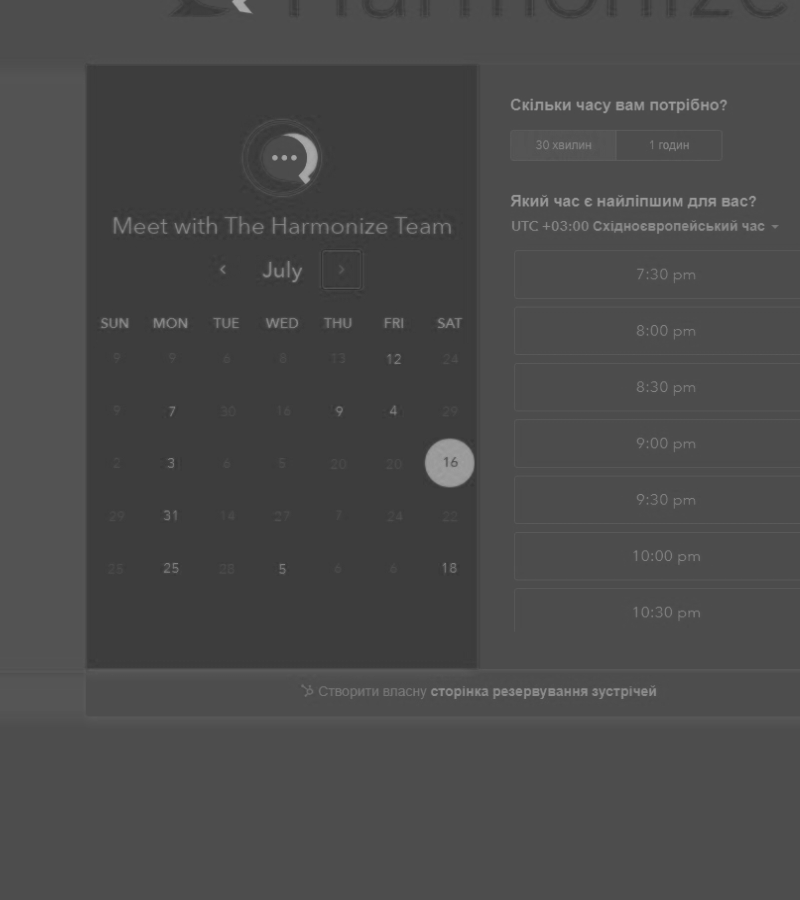 Harmonize
Meet with The Harmonize Team
July
SUN MON TUE WED THU FRI SAT
9 9 6 8 13 12 24
9 7 30 16 9 4 29
2 3 6 5 20 20 16
29 31 14 27 7 24 22
25 25 28 5 6 6 18
Скільки часу вам потрібно?
30 хвилин 1 годин
Який час є найліпшим для вас?
UTC +03:00 Східноєвропейський час
7:30 pm
8:00 pm
8:30 pm
9:00 pm
9:30 pm
10:00 pm
10:30 pm
Створити власну сторінка резервування зустрічей